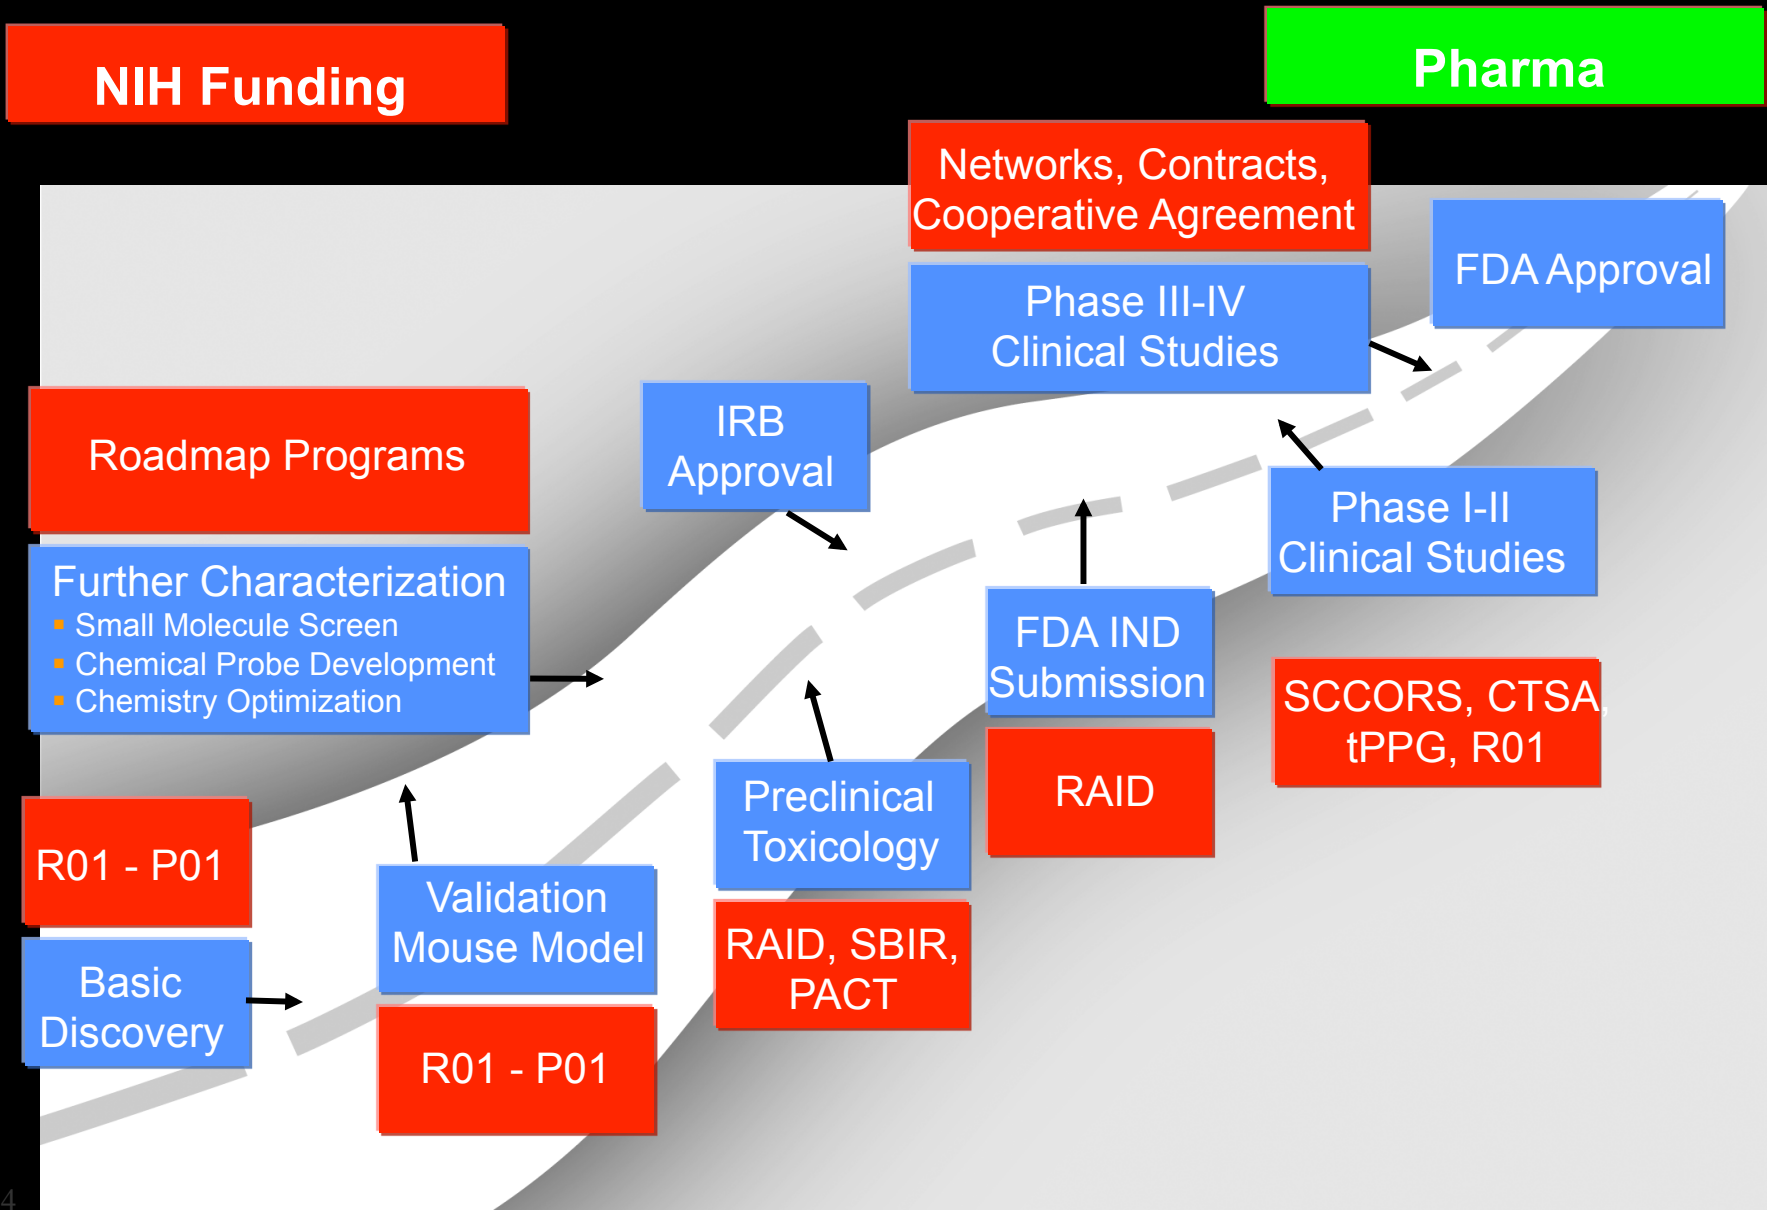 NIH Funding
Pharma
Networks, Contracts,
Cooperative Agreement
Phase III-IV
Clinical Studies
FDA Approval
Roadmap Programs
Further Characterization
▪ Small Molecule Screen
▪ Chemical Probe Development
▪ Chemistry Optimization
IRB
Approval
Phase I-II
Clinical Studies
FDA IND
Submission
SCCORS, CTSA,
tPPG, R01
RAID
Preclinical
Toxicology
RAID, SBIR,
PACT
R01 - P01
Basic
Discovery
Validation
Mouse Model
R01 - P01
4